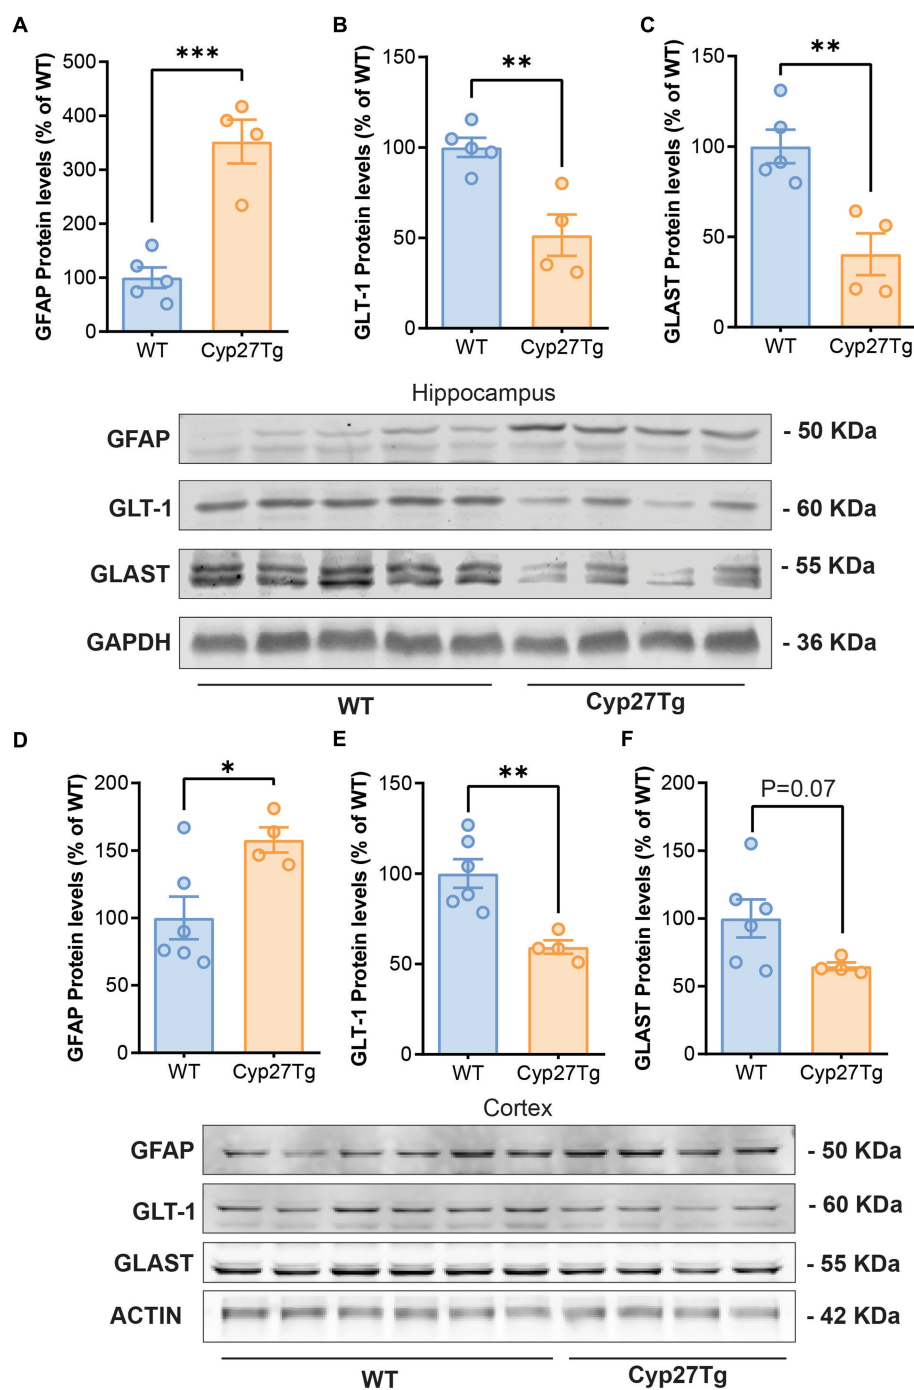 A
B
C
GFAP Protein levels (% of WT)
500
400
300
200
100
0
***
WT
Cyp27Tg
GLT-1 Protein levels (% of WT)
150
100
50
0
**
WT
Cyp27Tg
GLAST Protein levels (% of WT)
150
100
50
0
**
WT
Cyp27Tg
Hippocampus
GFAP - 50 KDa
GLT-1 - 60 KDa
GLAST - 55 KDa
GAPDH - 36 KDa
WT Cyp27Tg
D
E
F
GFAP Protein levels (% of WT)
200
150
100
50
0
*
WT
Cyp27Tg
GLT-1 Protein levels (% of WT)
150
100
50
0
**
WT
Cyp27Tg
GLAST Protein levels (% of WT)
200
150
100
50
0
P=0.07
WT
Cyp27Tg
Cortex
GFAP - 50 KDa
GLT-1 - 60 KDa
GLAST - 55 KDa
ACTIN - 42 KDa
WT Cyp27Tg